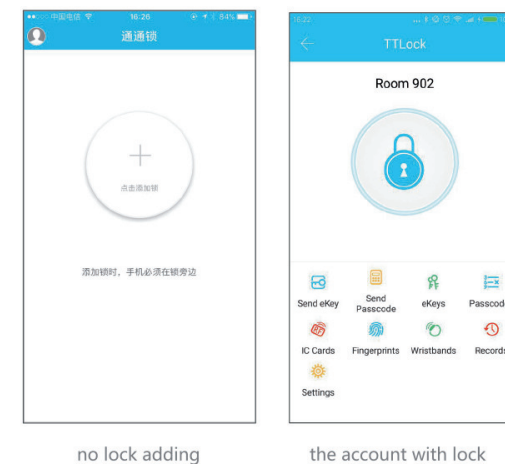 中国电信 16:26 84%
通通锁
点击添加锁
添加锁时，手机必须在锁旁边
no lock adding
16:22
TTLock
Room 902
Send eKey
Send Passcode
eKeys
Passcod
IC Cards
Fingerprints
Wristbands
Records
Settings
the account with lock